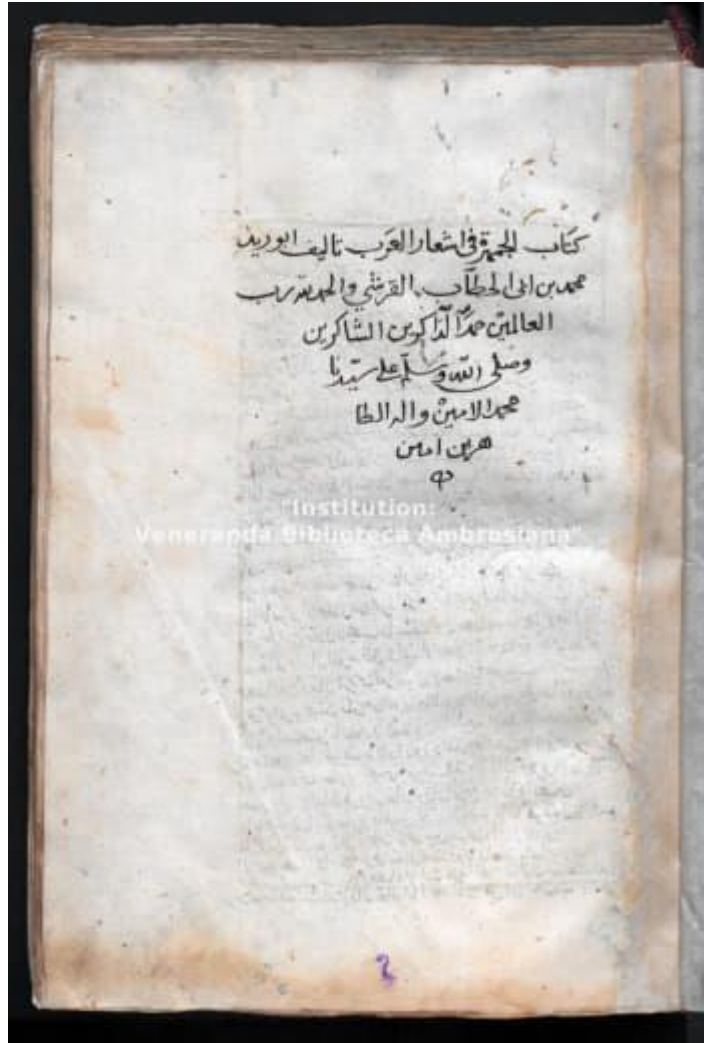 كتاب الجمهرة في اشعار العرب تاليف ابو زيد
محمد بن ابي الخطاب القرشي والحمد لله رب
العالمين حمد الذاكرين الشاكرين
وصلى الله وسلم على سيدنا
محمد الامين واله الطا
هرين امين
"Institution:
Veneranda Biblioteca Ambrosiana"